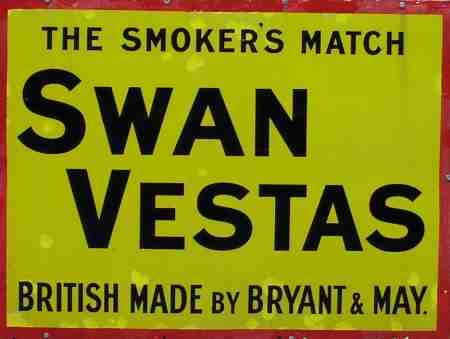 THE SMOKER'S MATCH
SWAN
VESTAS
BRITISH MADE BY BRYANT & MAY.